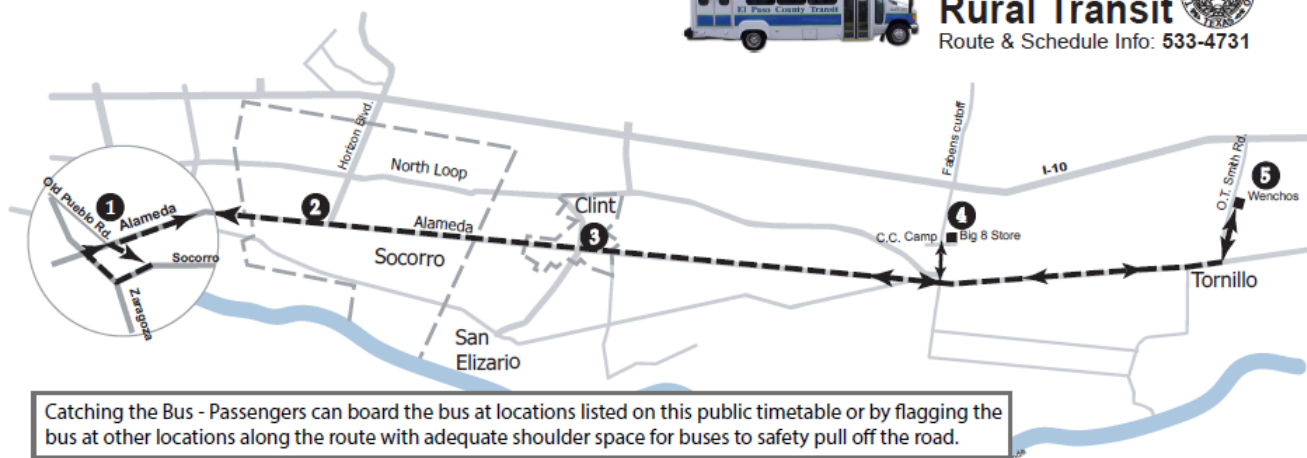 El Paso County Transit
Rural Transit
TEXAS
Route & Schedule Info: 533-4731
Horizon Blvd.
North Loop
Fabens cutoff
I-10
O.T. Smith Rd.
5
Wenchos
Old Pueblo Rd.
1
Alameda
2
Alameda
Clint
3
4
C.C. Camp
Big 8 Store
Socorro
Socorro
Zaragoza
Tornillo
San
Elizario
Catching the Bus - Passengers can board the bus at locations listed on this public timetable or by flagging the
bus at other locations along the route with adequate shoulder space for buses to safety pull off the road.